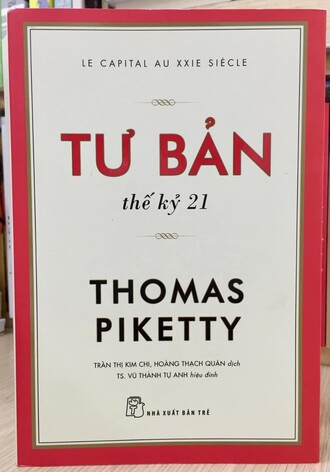 LE CAPITAL AU XXIE SIÈCLE
TƯ BẢN
thế kỷ 21
THOMAS
PIKETTY
TRẦN THỊ KIM CHI, HOÀNG THẠCH QUÂN dịch
TS. VŨ THÀNH TỰ ANH hiệu đính
NHÀ XUẤT BẢN TRẺ